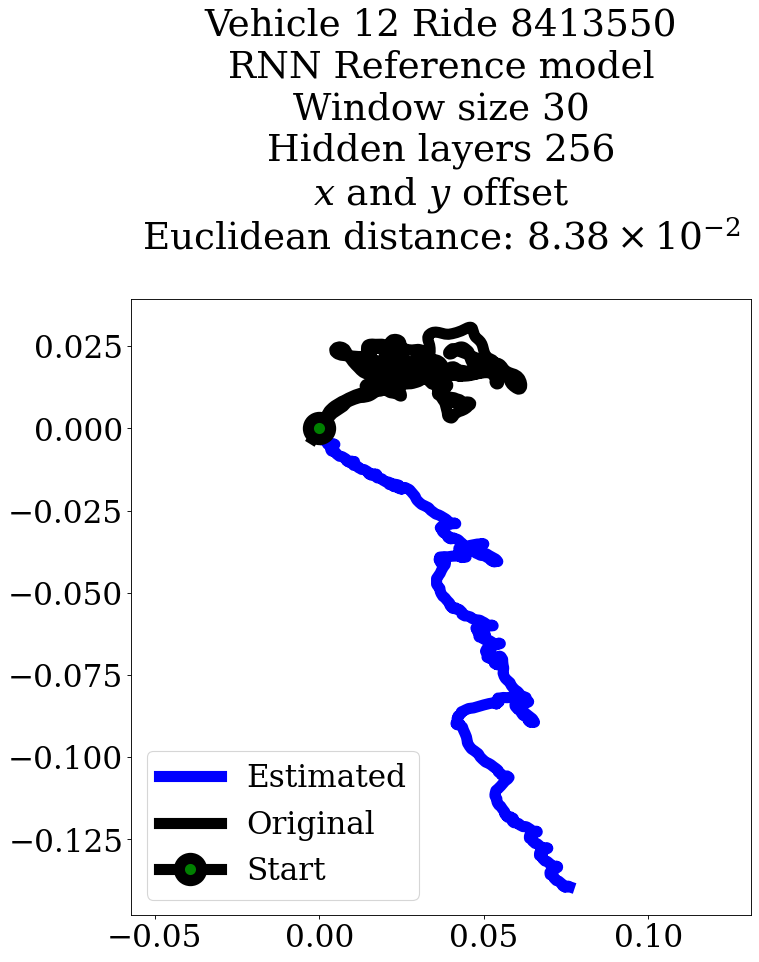 Vehicle 12 Ride 8413550
RNN Reference model
Window size 30
Hidden layers 256
x and y offset
Euclidean distance: 8.38 × 10⁻²
0.025
0.000
−0.025
−0.050
−0.075
−0.100
−0.125
Estimated
Original
Start
−0.05 0.00 0.05 0.10